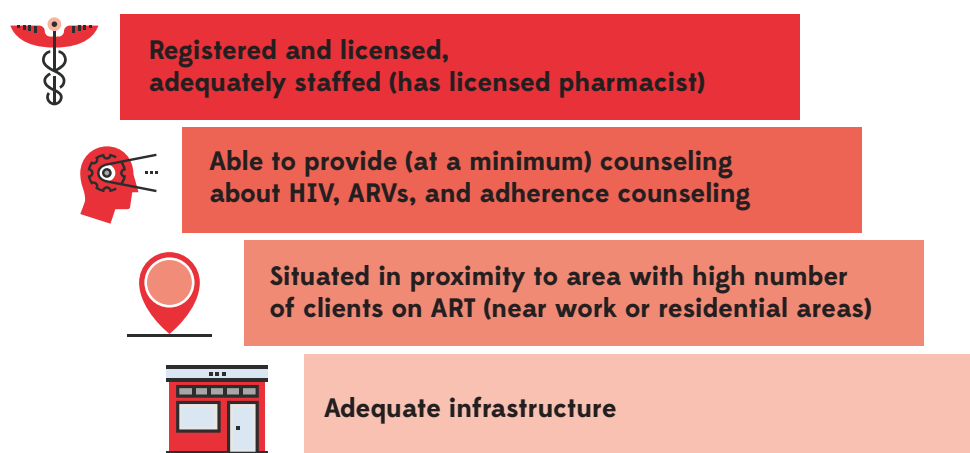 Registered and licensed,
adequately staffed (has licensed pharmacist)
Able to provide (at a minimum) counseling
about HIV, ARVs, and adherence counseling
Situated in proximity to area with high number
of clients on ART (near work or residential areas)
Adequate infrastructure